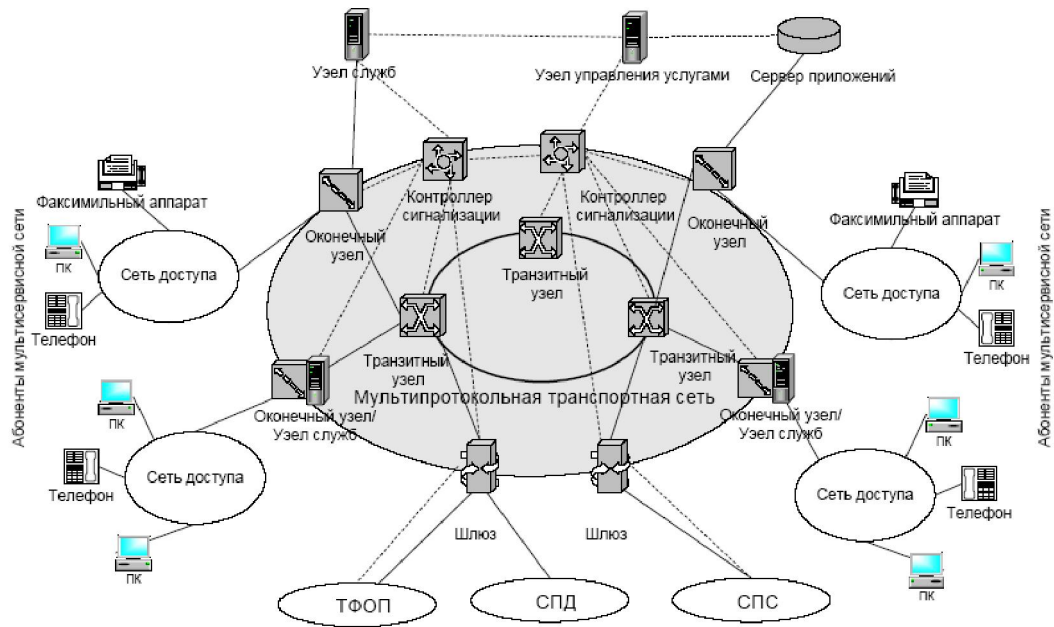 Узел служб
Узел управления услугами
Сервер приложений
Факсимильный аппарат
ПК
Сеть доступа
Телефон
Абоненты мультисервисной сети
Оконечный
узел
Контроллер
сигнализации
Контроллер
сигнализации
Оконечный
узел
Транзитный
узел
Факсимильный аппарат
Сеть доступа
ПК
Телефон
Абоненты мультисервисной сети
Транзитный
узел
Транзитный
узел
Мультипротокольная транспортная сеть
Оконечный узел/
Узел служб
Оконечный узел/
Узел служб
ПК
Сеть доступа
Телефон
ПК
ПК
Сеть доступа
Телефон
ПК
Шлюз
Шлюз
ТФОП
СПД
СПС